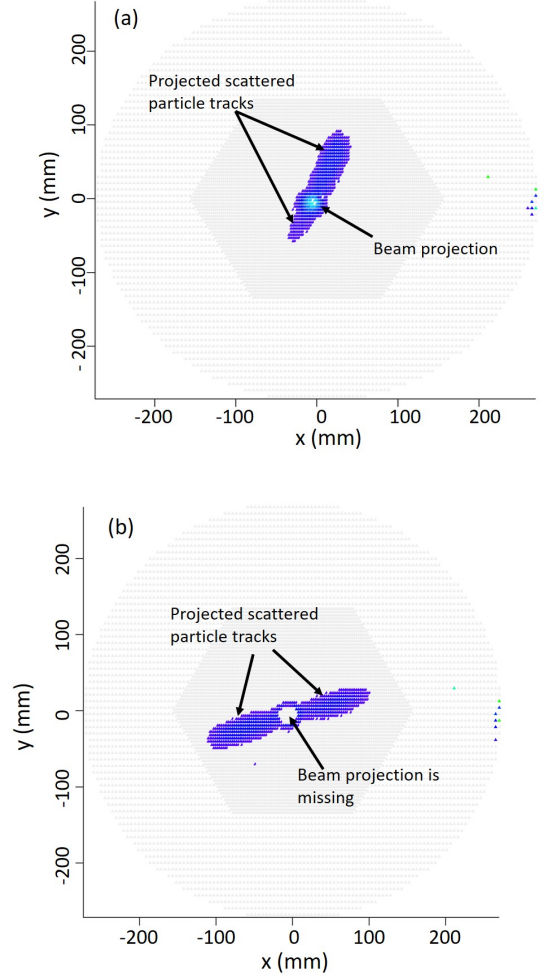 (a)
Projected scattered
particle tracks
Beam projection
y (mm)
200
100
0
-100
-200
-200
-100
0
100
200
x (mm)
(b)
Projected scattered
particle tracks
Beam projection is
missing
y (mm)
200
100
0
-100
-200
-200
-100
0
100
200
x (mm)